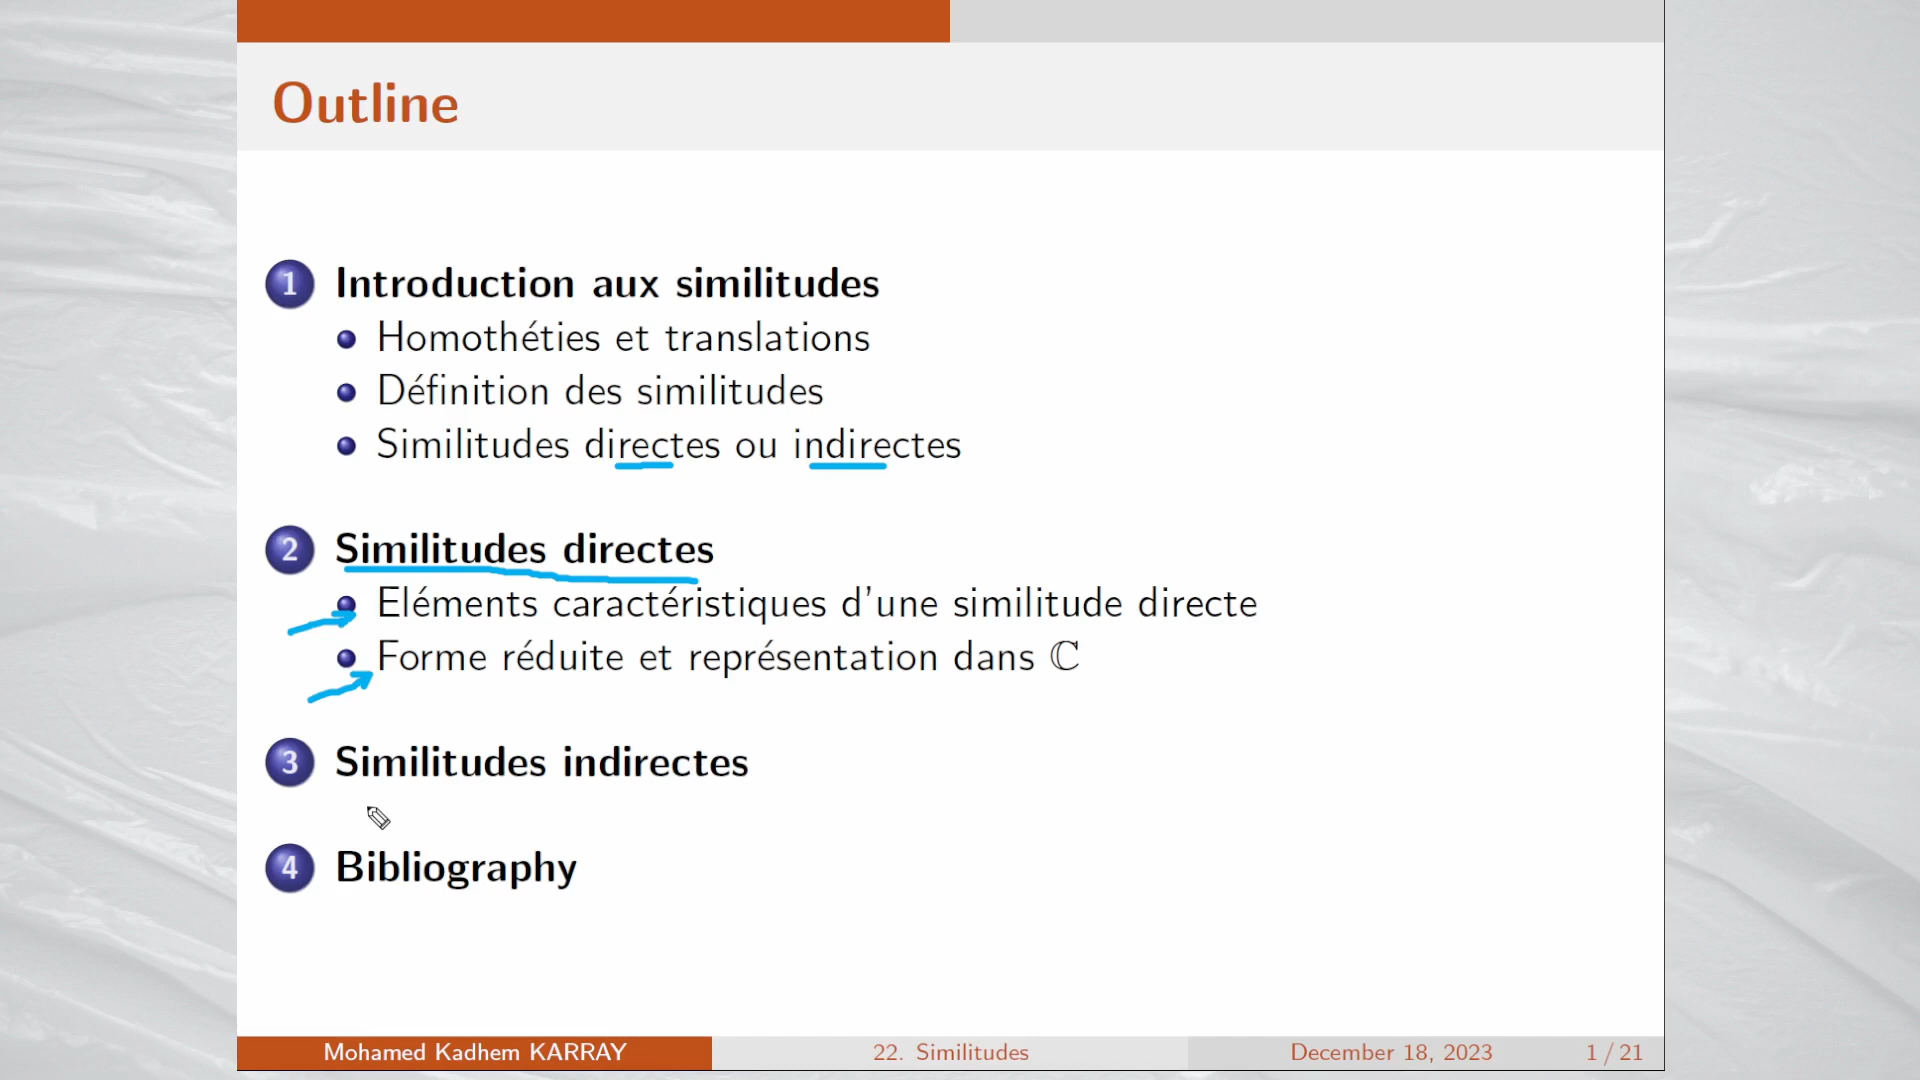 Outline
1 Introduction aux similitudes
Homothéties et translations
Définition des similitudes
Similitudes directes ou indirectes
2 Similitudes directes
Eléments caractéristiques d'une similitude directe
Forme réduite et représentation dans ℂ
3 Similitudes indirectes
4 Bibliography
Mohamed Kadhem KARRAY 22. Similitudes December 18, 2023 1 / 21